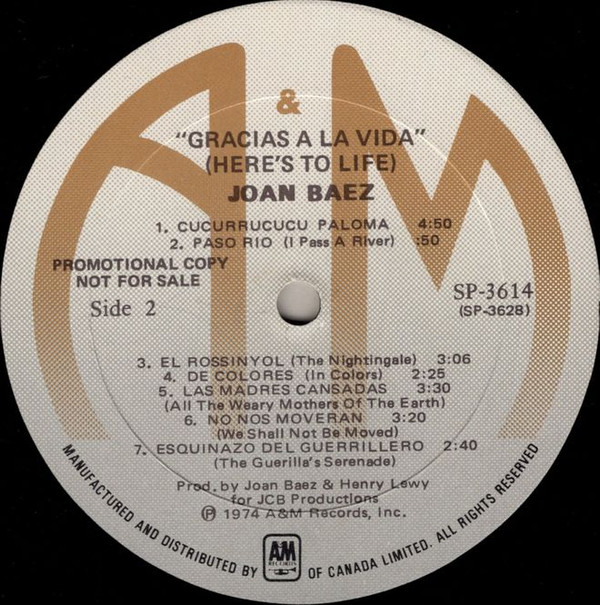 &
"GRACIAS A LA VIDA"
(HERE'S TO LIFE)
JOAN BAEZ
1. CUCURRUCUCU PALOMA 4:50
2. PASO RIO (I Pass A River) :50
PROMOTIONAL COPY
NOT FOR SALE
Side 2
SP-3614
(SP-3628)
3. EL ROSSINYOL (The Nightingale) 3:06
4. DE COLORES (In Colors) 2:25
5. LAS MADRES CANSADAS 3:30
(All The Weary Mothers Of The Earth)
6. NO NOS MOVERAN 3:20
(We Shall Not Be Moved)
7. ESQUINAZO DEL GUERRILLERO 2:40
(The Guerilla's Serenade)
Prod. by Joan Baez & Henry Lewy
for JCB Productions
℗ 1974 A&M Records, Inc.
MANUFACTURED AND DISTRIBUTED BY A&M RECORDS OF CANADA LIMITED. ALL RIGHTS RESERVED
A M